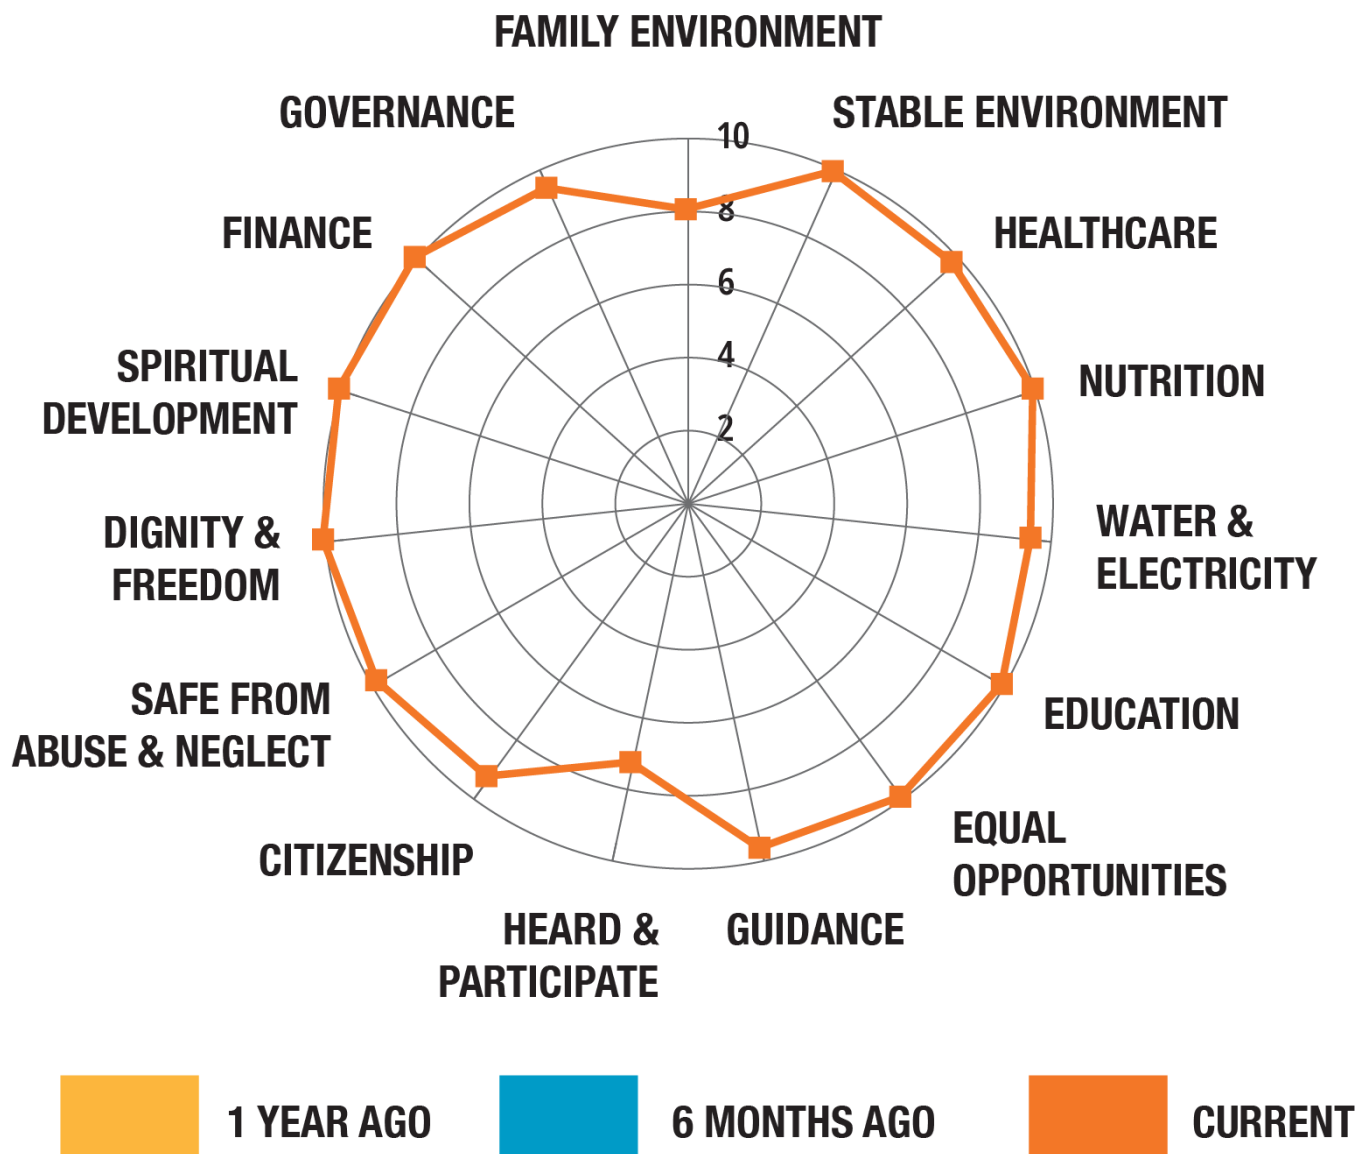 FAMILY ENVIRONMENT
GOVERNANCE
STABLE ENVIRONMENT
10
FINANCE
8
HEALTHCARE
6
SPIRITUAL
DEVELOPMENT
4
NUTRITION
2
DIGNITY &
FREEDOM
WATER &
ELECTRICITY
SAFE FROM
ABUSE & NEGLECT
EDUCATION
CITIZENSHIP
EQUAL
OPPORTUNITIES
HEARD &
PARTICIPATE
GUIDANCE
1 YEAR AGO
6 MONTHS AGO
CURRENT